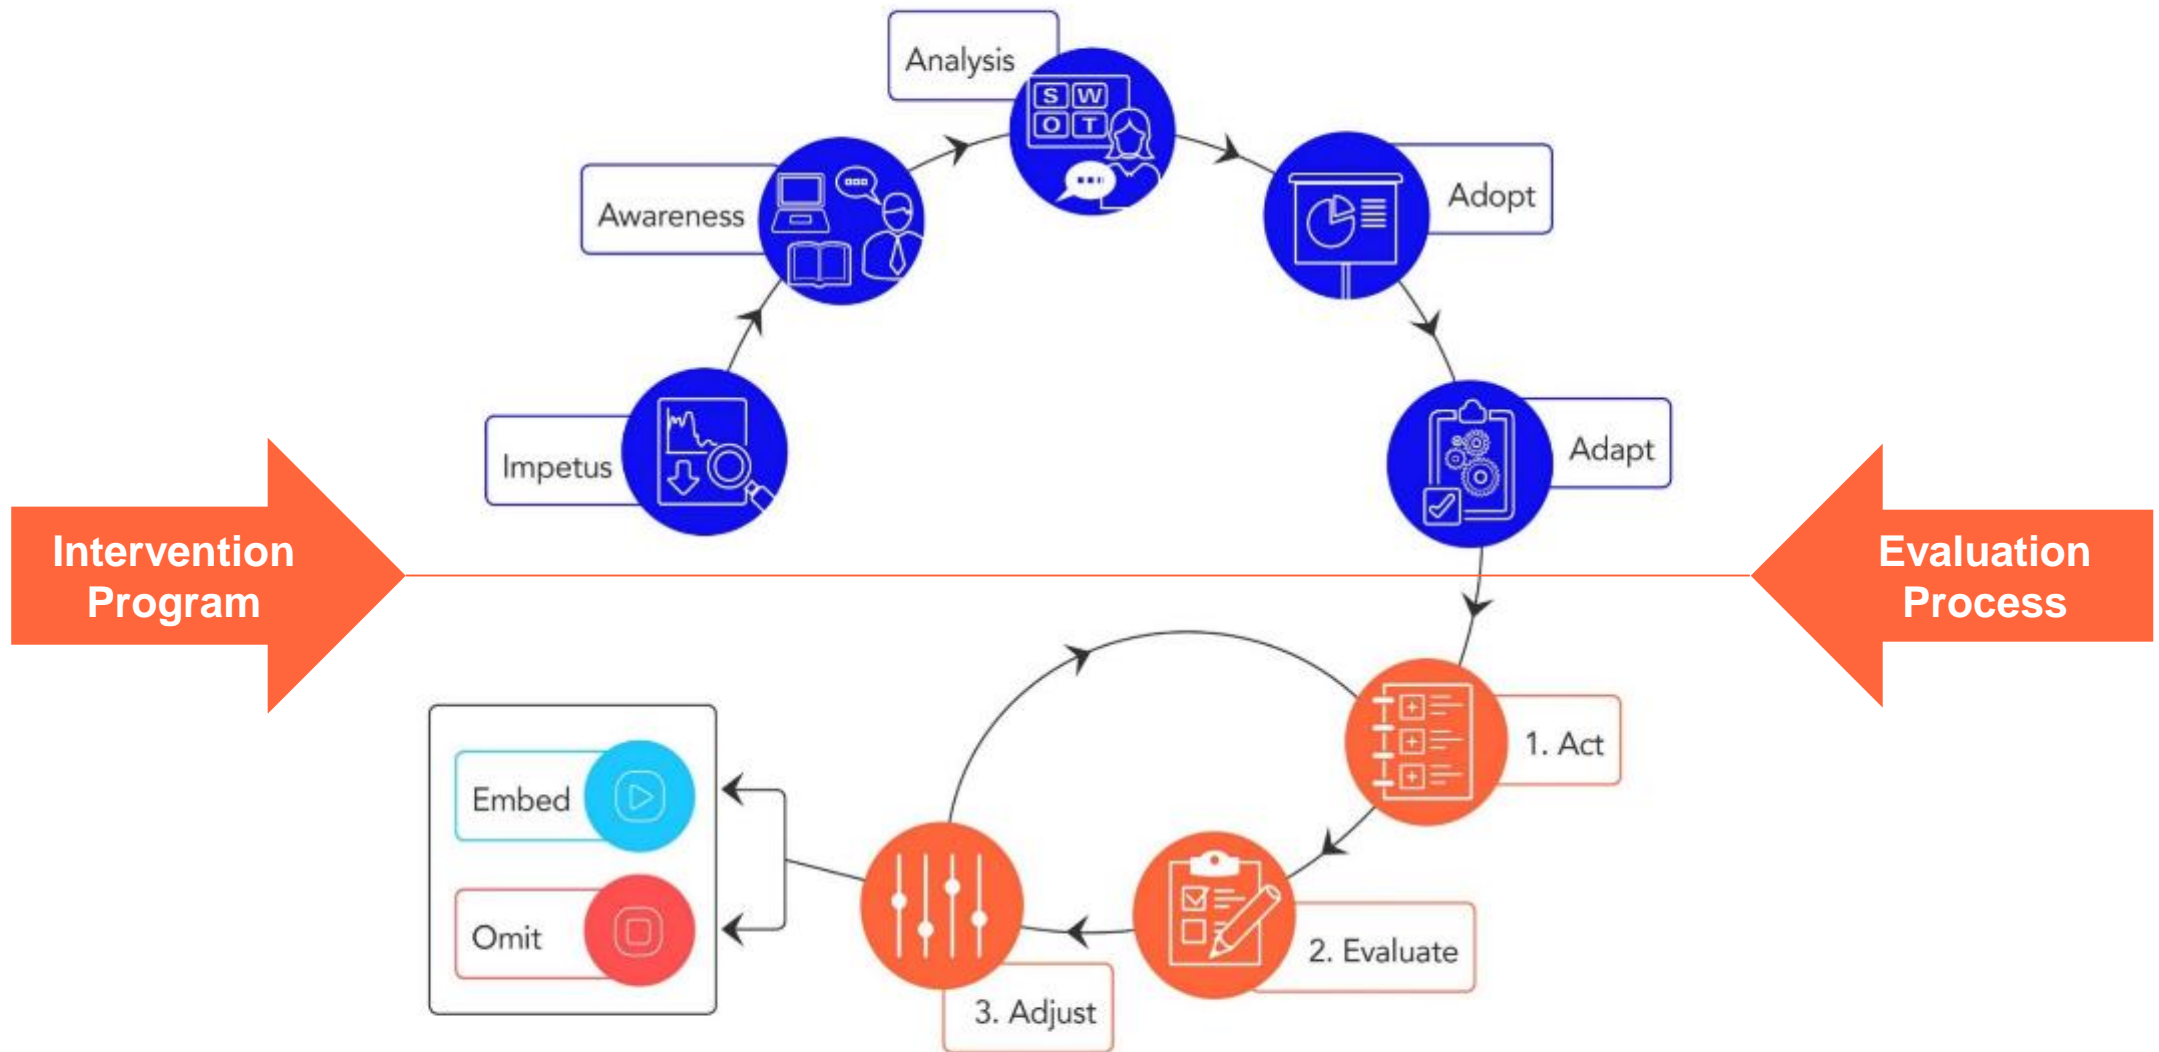 Analysis
S W
O T
Awareness
Adopt
Impetus
Adapt
Intervention
Program
Evaluation
Process
1. Act
Embed
Omit
2. Evaluate
3. Adjust